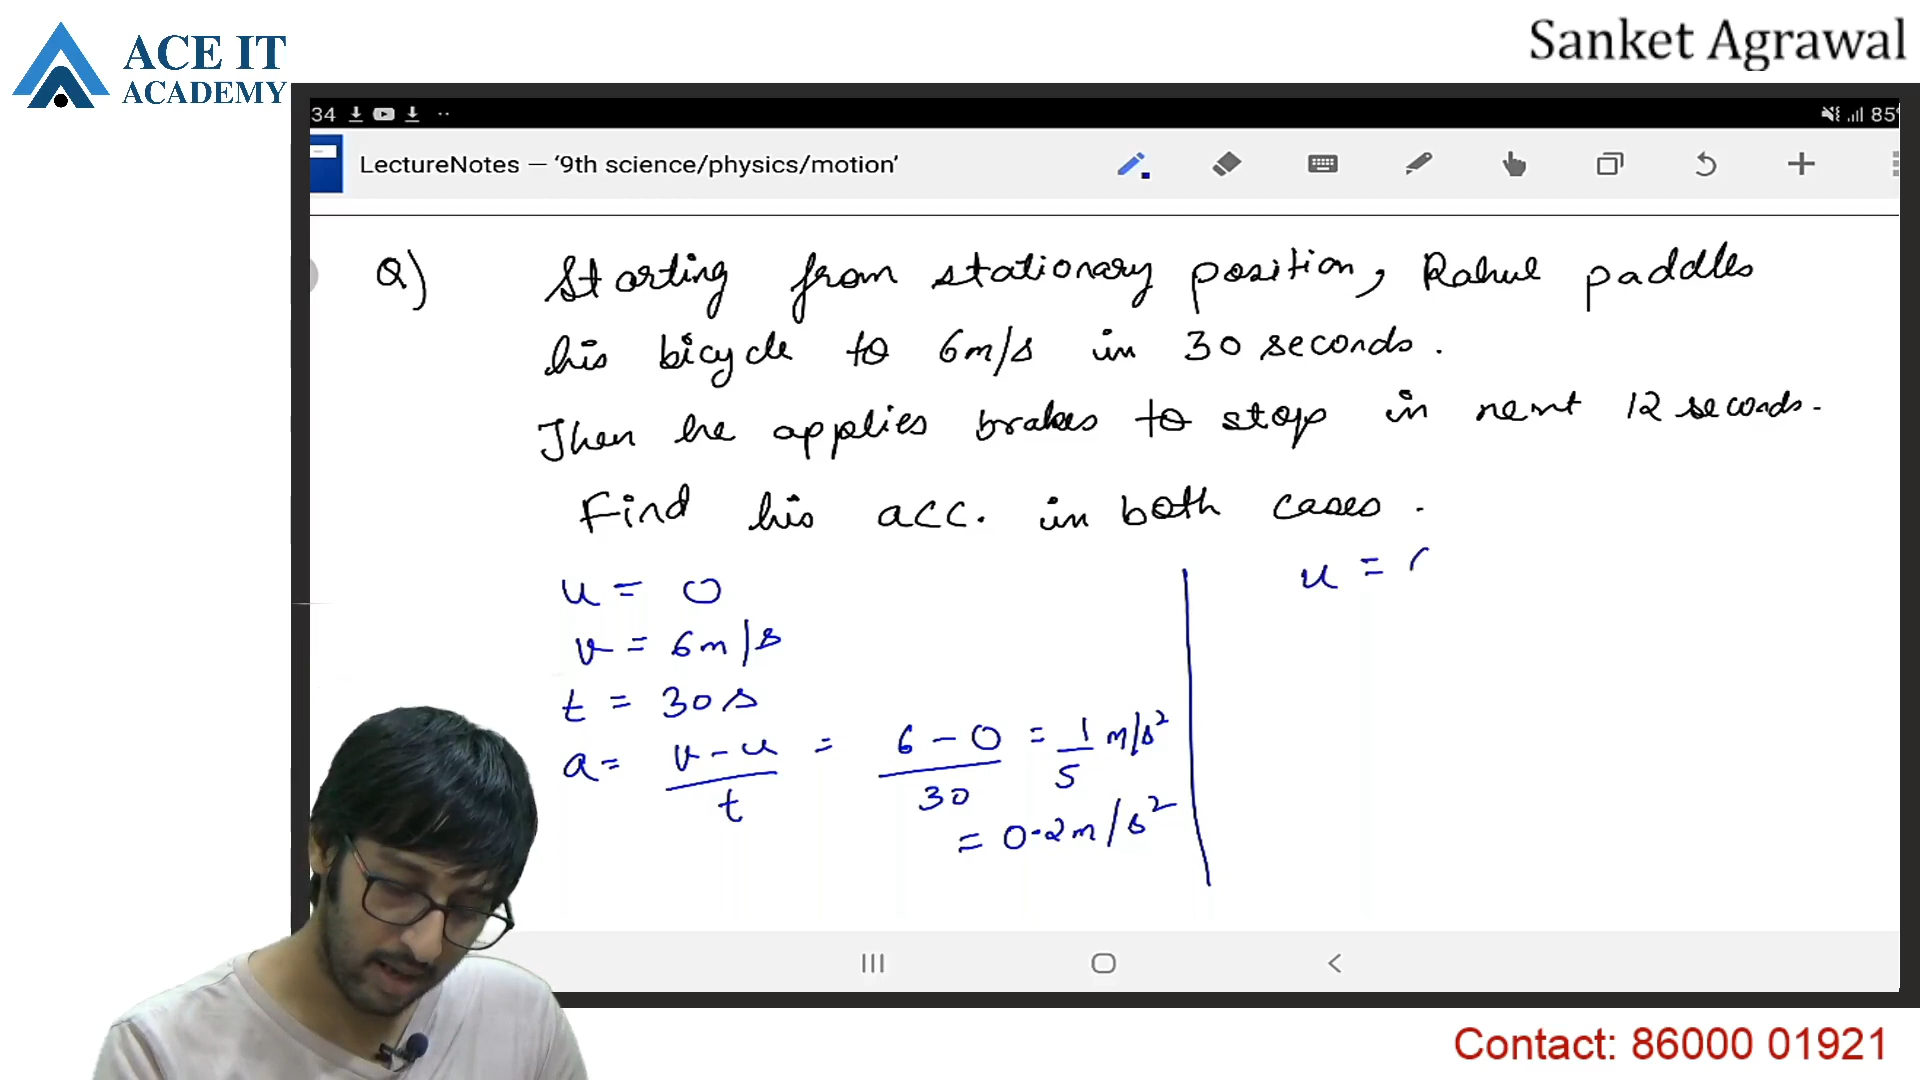 ACE IT
ACADEMY
Sanket Agrawal
34
85
LectureNotes — ‘9th science/physics/motion’
Q) Starting from stationary position, Rahul paddles
his bicycle to 6m/s in 30 seconds.
Then he applies brakes to stop in next 12 seconds.
Find his acc. in both cases.
u = 0
v = 6m/s
t = 30s
a = v-u/t = 6-0/30 = 1/5 m/s²
= 0.2m/s²
u =
Contact: 86000 01921